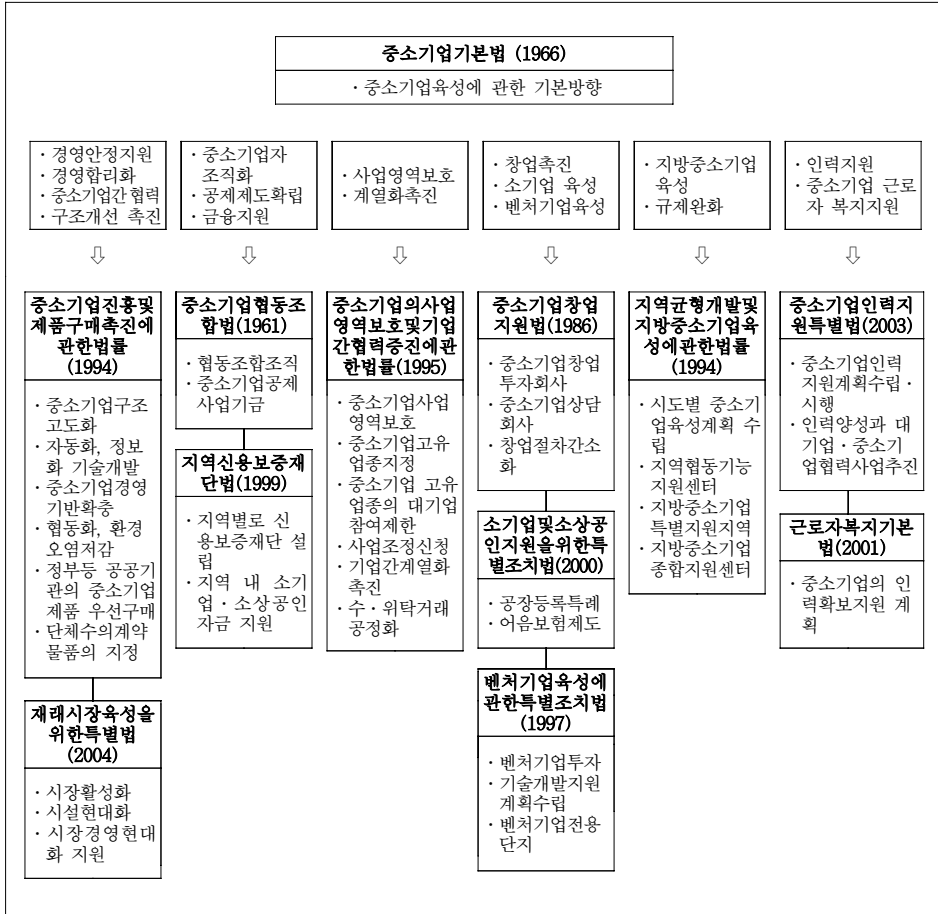 중소기업기본법 (1966)
· 중소기업육성에 관한 기본방향
· 경영안정지원
· 경영합리화
· 중소기업간 협력
· 구조개선 촉진
· 중소기업자
조직화
· 공제제도확립
· 금융지원
· 사업영역보호
· 계열화촉진
· 창업촉진
· 소기업 육성
· 벤처기업육성
· 지방중소기업
육성
· 규제완화
· 인력지원
· 중소기업 근로
자 복지지원
⇩ ⇩ ⇩ ⇩ ⇩ ⇩
중소기업진흥및
제품구매촉진에
관한법률
(1994)
· 중소기업구조
고도화
· 자동화, 정보
화 기술개발
· 중소기업경영
기반확충
· 협동화, 환경
오염저감
· 정부등 공공기
관의 중소기업
제품 우선구매
· 단체수의계약
물품의 지정
재래시장육성을
위한특별법
(2004)
· 시장활성화
· 시설현대화
· 시장경영현대
화 지원
중소기업협동조
합법(1961)
· 협동조합조직
· 중소기업공제
사업기금
지역신용보증재
단법(1999)
· 지역별로 신
용보증재단 설
립
· 지역 내 소기
업 · 소상공인
자금 지원
중소기업의사업
영역보호및기업
간협력증진에관
한법률(1995)
· 중소기업사업
영역보호
· 중소기업고유
업종지정
· 중소기업 고유
업종의 대기업
참여제한
· 사업조정신청
· 기업간계열화
촉진
· 수 · 위탁거래
공정화
중소기업창업
지원법(1986)
· 중소기업창업
투자회사
· 중소기업상담
회사
· 창업절차간소
화
소기업및소상공
인지원을위한특
별조치법(2000)
· 공장등록특례
· 어음보험제도
벤처기업육성에
관한특별조치법
(1997)
· 벤처기업투자
· 기술개발지원
계획수립
· 벤처기업전용
단지
지역균형개발및
지방중소기업육
성에관한법률
(1994)
· 시도별 중소기
업육성계획 수
립
· 지역협동기능
지원센터
· 지방중소기업
특별지원지역
· 지방중소기업
종합지원센터
중소기업인력지
원특별법(2003)
· 중소기업인력
지원계획수립 ·
시행
· 인력양성과 대
기업 · 중소기
업협력사업추진
근로자복지기본
법(2001)
· 중소기업의 인
력확보지원 계
획